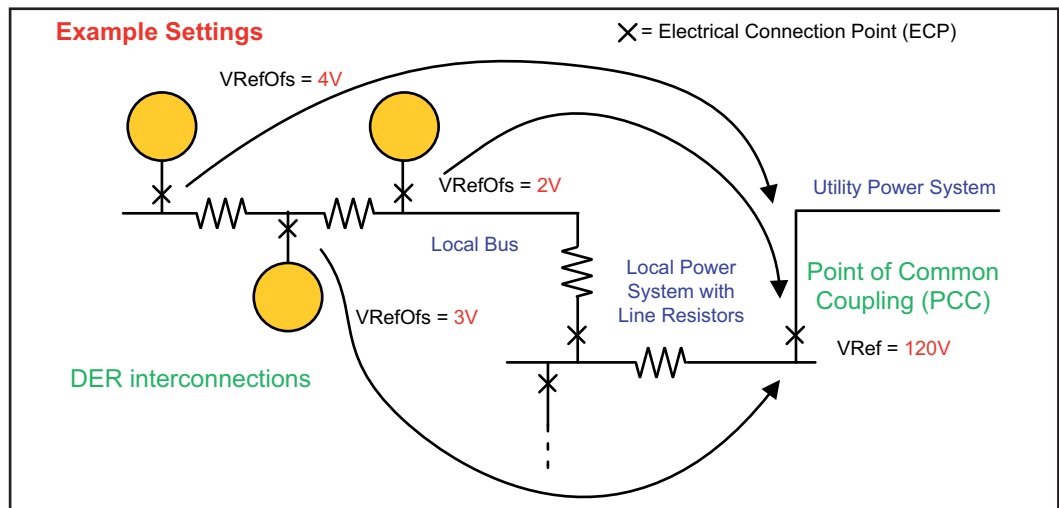 Example Settings
= Electrical Connection Point (ECP)
VRefOfs = 4V
VRefOfs = 2V
Utility Power System
Local Bus
Local Power
System with
Line Resistors
Point of Common
Coupling (PCC)
VRefOfs = 3V
VRef = 120V
DER interconnections